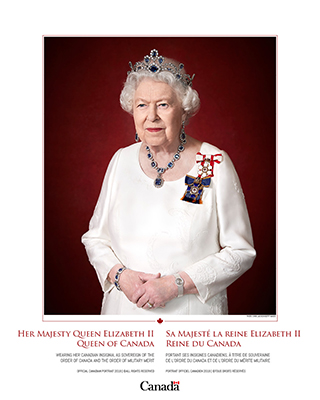 Her Majesty Queen Elizabeth II
Queen of Canada
WEARING HER CANADIAN INSIGNIA AS SOVEREIGN OF THE
ORDER OF CANADA AND THE ORDER OF MILITARY MERIT
Sa Majesté la reine Elizabeth II
Reine du Canada
PORTANT SES INSIGNES CANADIENS À TITRE DE SOUVERAINE
DE L'ORDRE DU CANADA ET DE L'ORDRE DU MÉRITE MILITAIRE
Canada